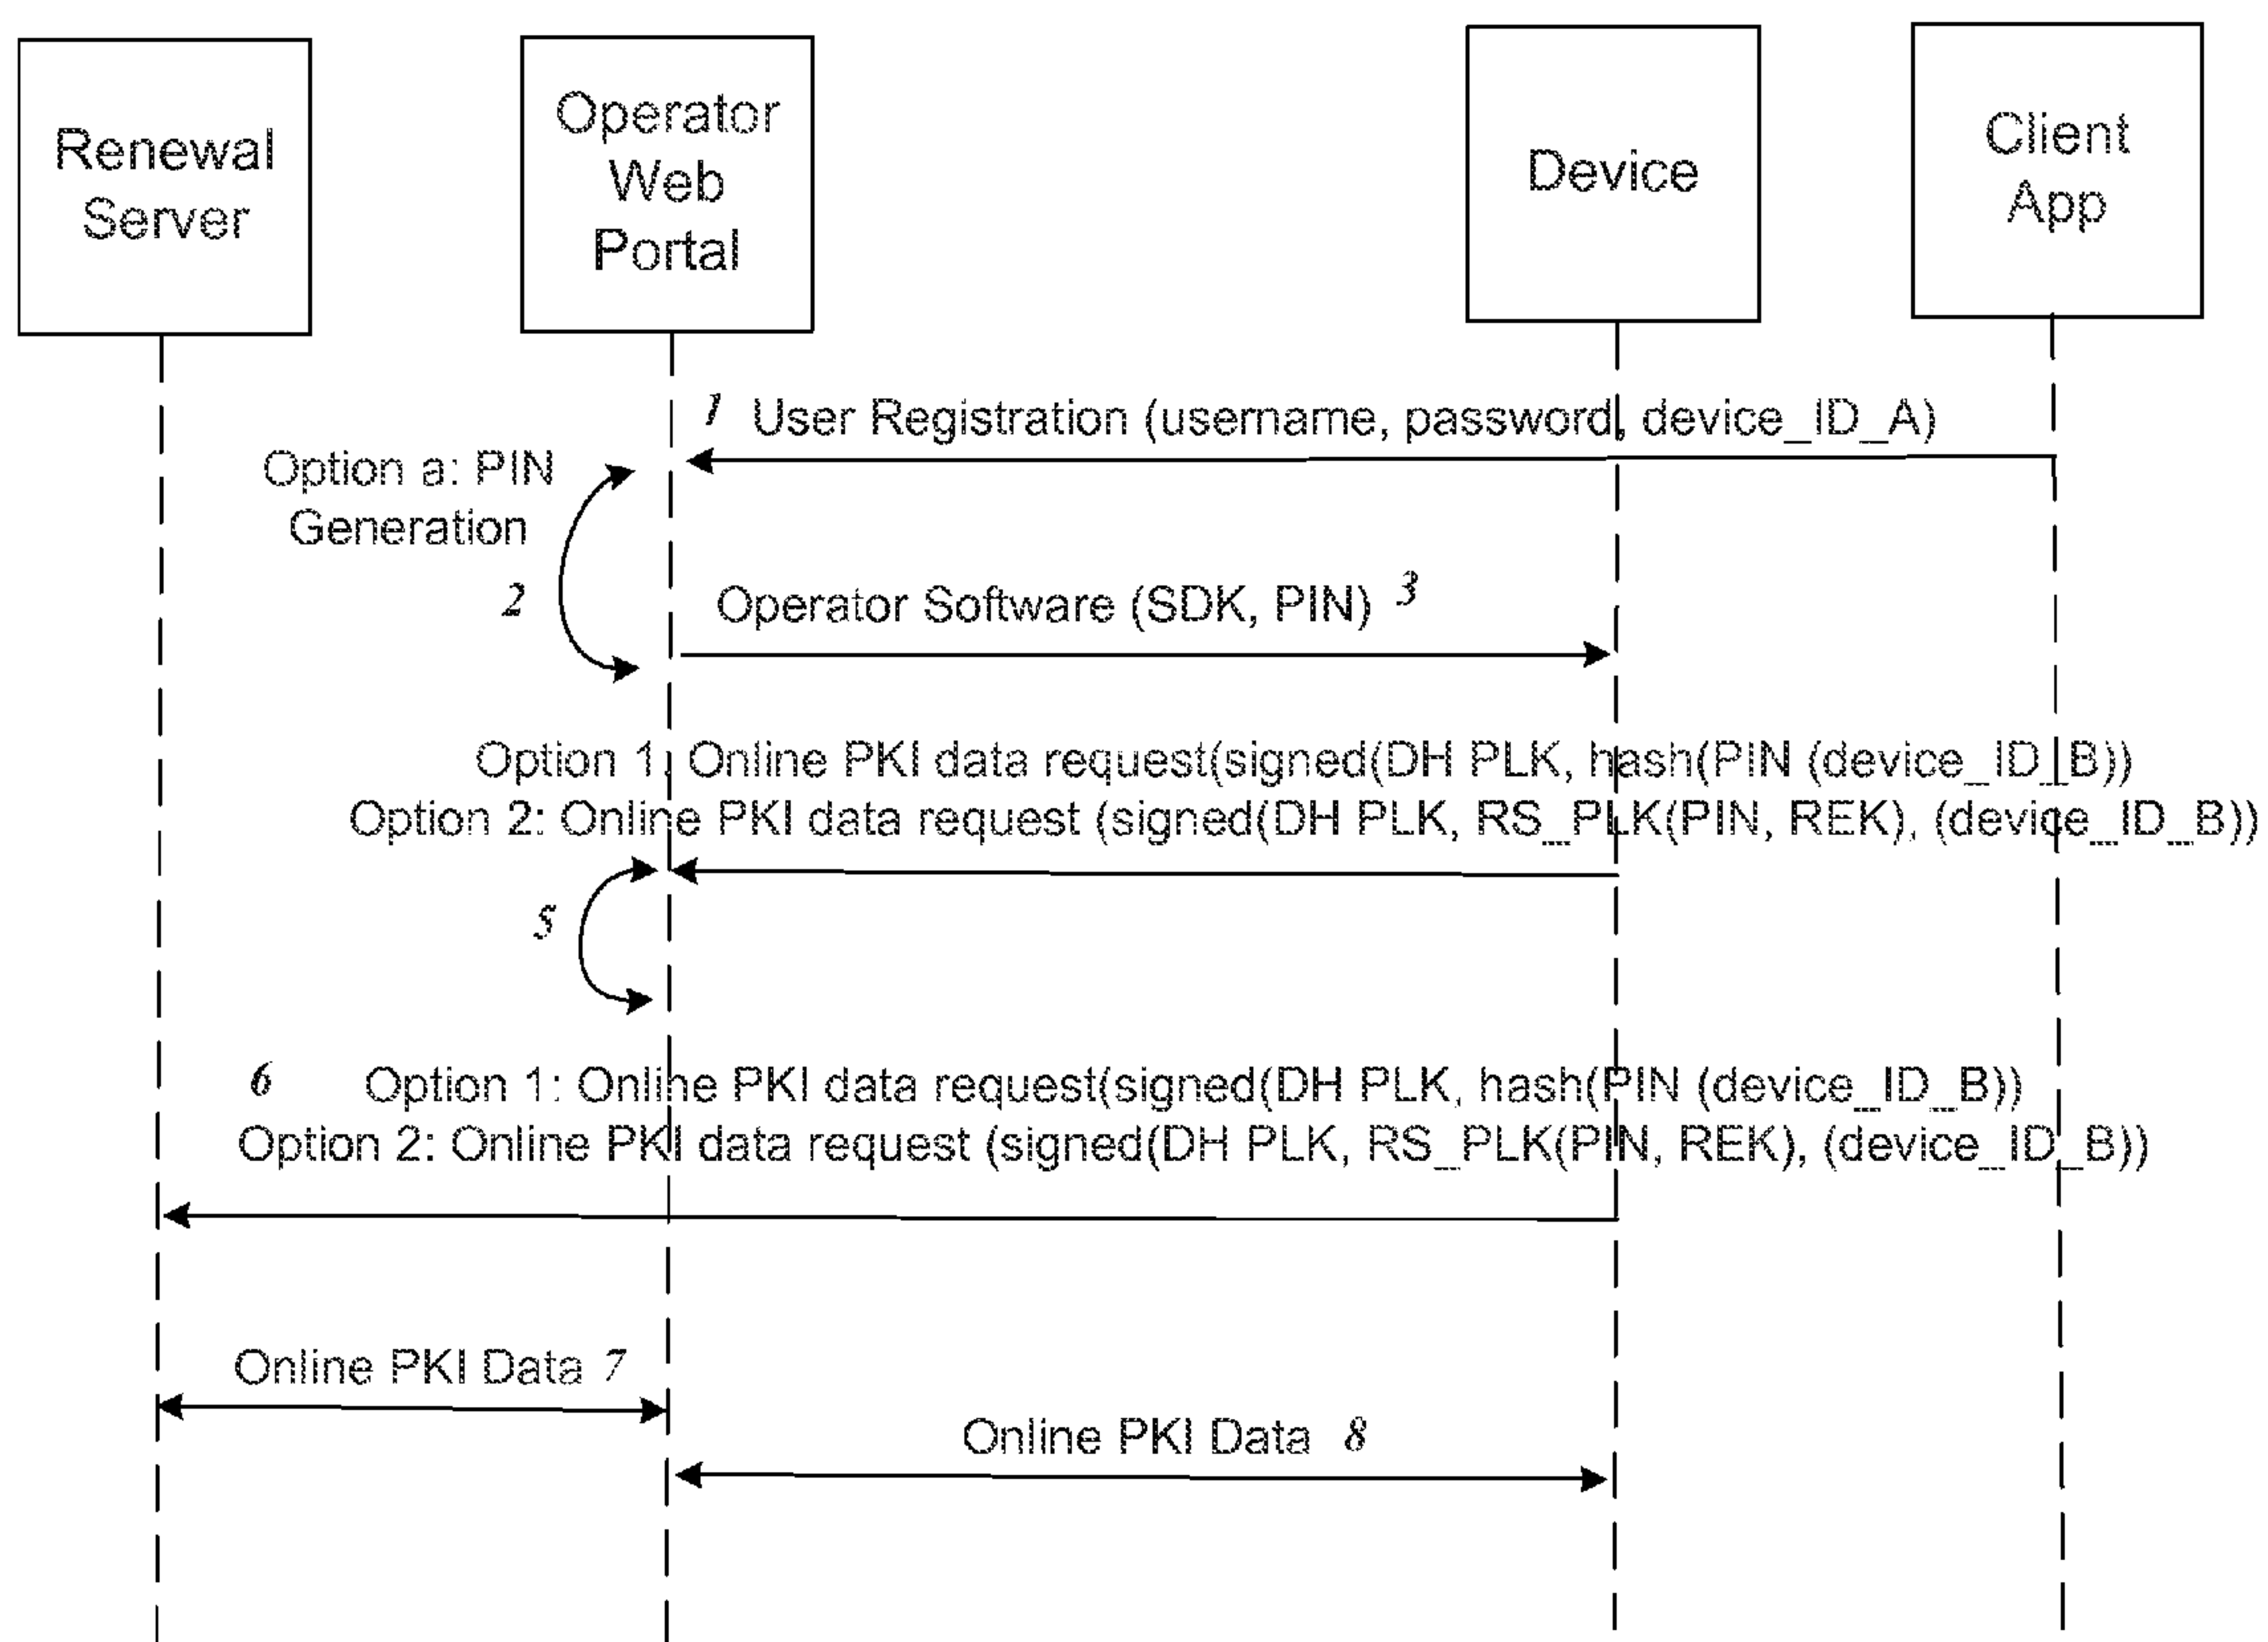 Renewal
Server
Operator
Web
Portal
Device
Client
App
1 User Registration (username, password, device_ID_A)
Option a: PIN
Generation
2
Operator Software (SDK, PIN) 3
Option 1: Online PKI data request(signed(DH PLK, hash(PIN (device_ID_B))
Option 2: Online PKI data request (signed(DH PLK, RS_PLK(PIN, REK), (device_ID_B))
5
6 Option 1: Online PKI data request(signed(DH PLK, hash(PIN (device_ID_B))
Option 2: Online PKI data request (signed(DH PLK, RS_PLK(PIN, REK), (device_ID_B))
Online PKI Data 7
Online PKI Data 8